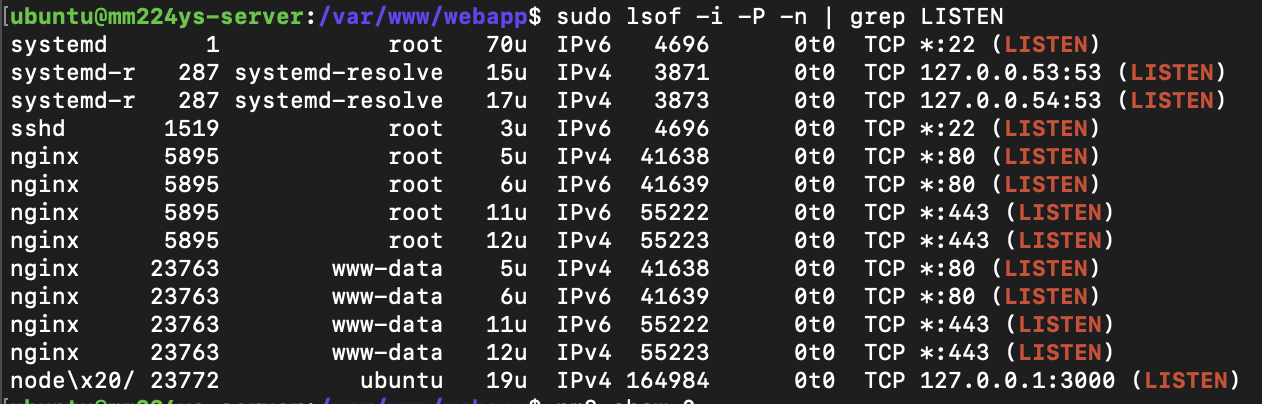 [ubuntu@mm224ys-server:/var/www/webapp$ sudo lsof -i -P -n | grep LISTEN
systemd       1              root   70u  IPv6   4696      0t0  TCP *:22 (LISTEN)
systemd-r   287 systemd-resolve   15u  IPv4   3871      0t0  TCP 127.0.0.53:53 (LISTEN)
systemd-r   287 systemd-resolve   17u  IPv4   3873      0t0  TCP 127.0.0.54:53 (LISTEN)
sshd       1519              root    3u  IPv6   4696      0t0  TCP *:22 (LISTEN)
nginx      5895              root    5u  IPv4  41638      0t0  TCP *:80 (LISTEN)
nginx      5895              root    6u  IPv6  41639      0t0  TCP *:80 (LISTEN)
nginx      5895              root   11u  IPv6  55222      0t0  TCP *:443 (LISTEN)
nginx      5895              root   12u  IPv4  55223      0t0  TCP *:443 (LISTEN)
nginx     23763          www-data    5u  IPv4  41638      0t0  TCP *:80 (LISTEN)
nginx     23763          www-data    6u  IPv6  41639      0t0  TCP *:80 (LISTEN)
nginx     23763          www-data   11u  IPv6  55222      0t0  TCP *:443 (LISTEN)
nginx     23763          www-data   12u  IPv4  55223      0t0  TCP *:443 (LISTEN)
node\x20/ 23772            ubuntu   19u  IPv4 164984      0t0  TCP 127.0.0.1:3000 (LISTEN)